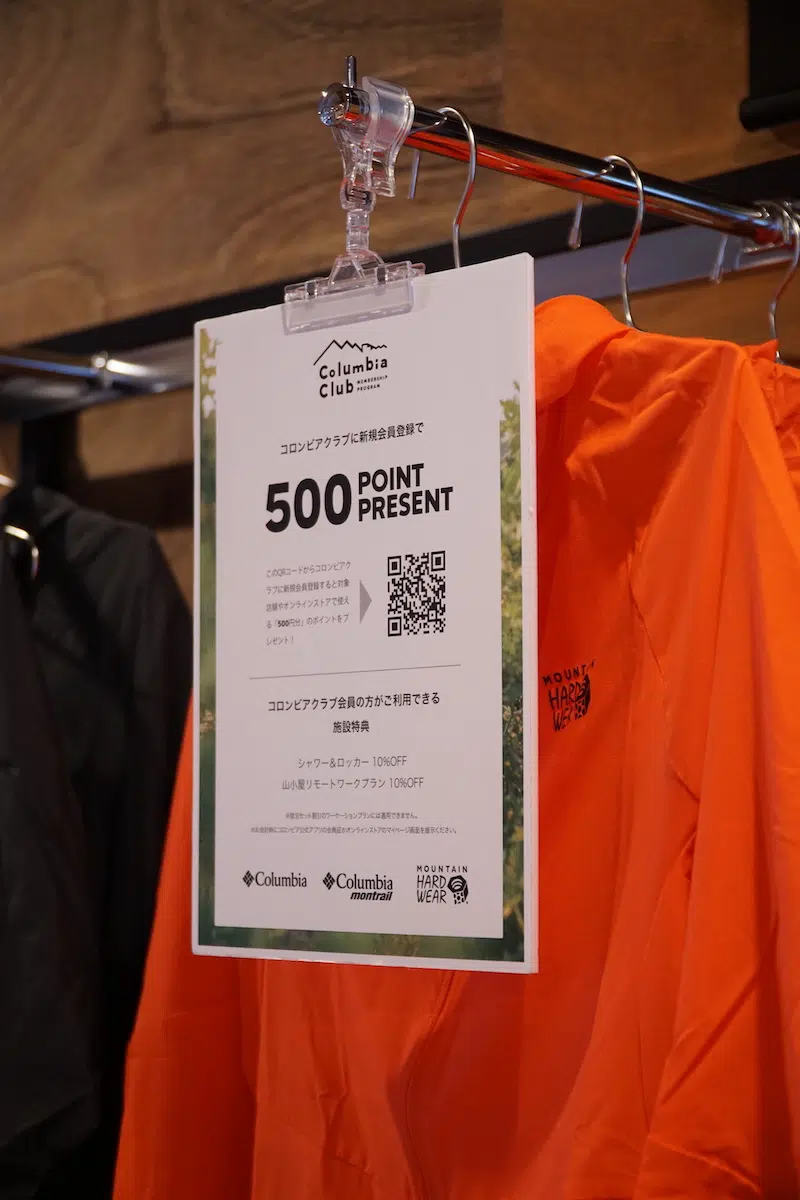 Columbia
Club MEMBERSHIP PROGRAM
コロンビアクラブに新規会員登録で
500 POINT PRESENT
このQRコードからコロンビアク
ラブに新規会員登録すると対象
店舗やオンラインストアで使え
る「500円分」のポイントをプ
レゼント!
コロンビアクラブ会員の方がご利用できる
施設特典
シャワー&ロッカー 10%OFF
山小屋リモートワークプラン 10%OFF
Columbia
Columbia
montrail
MOUNTAIN
HARD
WEAR
MOUNT
HARD
WE